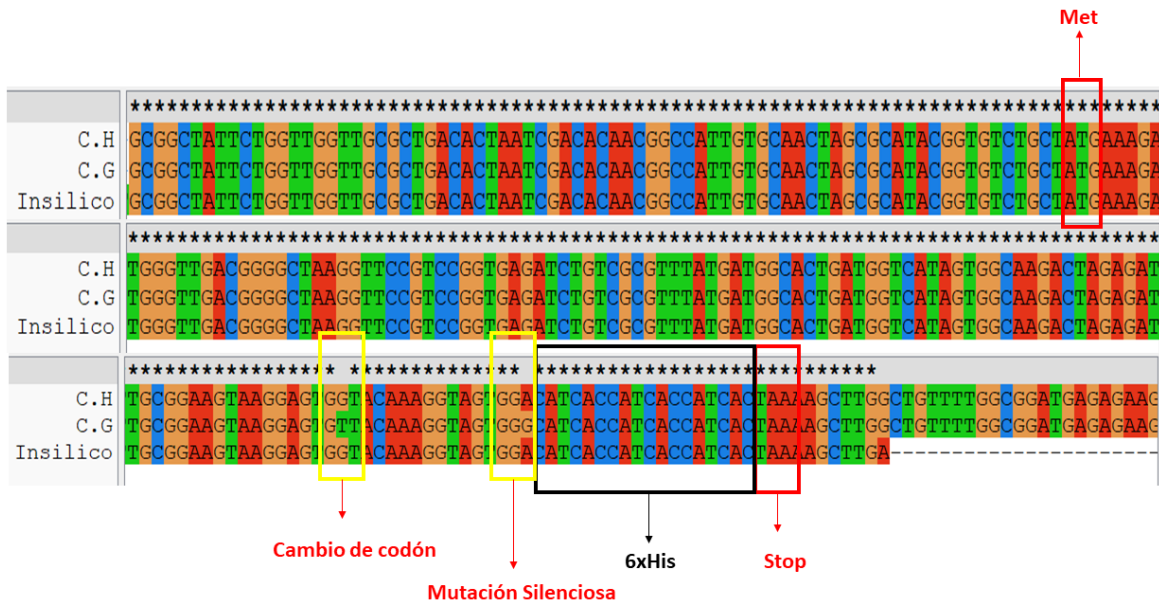 Met
************************************************************************************
C.H GCGGCTATTCTGGTTGGTTGCGCTGACACTAATCGACACAACGGCCATTGTGCAACTAGCGCATACGGTGTCTGCTATGAAAGA
C.G GCGGCTATTCTGGTTGGTTGCGCTGACACTAATCGACACAACGGCCATTGTGCAACTAGCGCATACGGTGTCTGCTATGAAAGA
Insilico GCGGCTATTCTGGTTGGTTGCGCTGACACTAATCGACACAACGGCCATTGTGCAACTAGCGCATACGGTGTCTGCTATGAAAGA
************************************************************************************
C.H TGGGTTGACGGGGCTAAGGTTCCGTCCGGTGAGATCTGTCGCGTTTATGATGGCACTGATGGTCATAGTGGCAAGACTAGAGAT
C.G TGGGTTGACGGGGCTAAGGTTCCGTCCGGTGAGATCTGTCGCGTTTATGATGGCACTGATGGTCATAGTGGCAAGACTAGAGAT
Insilico TGGGTTGACGGGGCTAAGGTTCCGTCCGGTGAGATCTGTCGCGTTTATGATGGCACTGATGGTCATAGTGGCAAGACTAGAGAT
***************** ************** ****************************
C.H TGCGGAAGTAAGGAGTGGTACAAAGGTAGTGGACATCACCATCACCATCACTAAAAGCTTGGCTGTTTTGGCGGATGAGAGAAG
C.G TGCGGAAGTAAGGAGTGTTACAAAGGTAGTGGGCATCACCATCACCATCACTAAAAGCTTGGCTGTTTTGGCGGATGAGAGAAG
Insilico TGCGGAAGTAAGGAGTGGTACAAAGGTAGTGGACATCACCATCACCATCACTAAAAGCTTGA----------------------
Cambio de codón
6xHis
Stop
Mutación Silenciosa